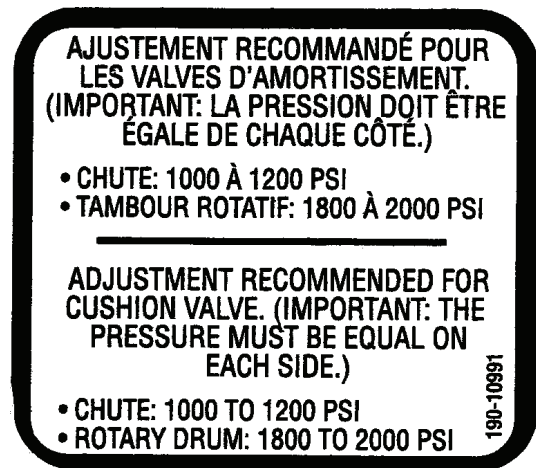 AJUSTEMENT RECOMMANDÉ POUR
LES VALVES D'AMORTISSEMENT.
(IMPORTANT: LA PRESSION DOIT ÊTRE
ÉGALE DE CHAQUE CÔTÉ.)
• CHUTE: 1000 À 1200 PSI
• TAMBOUR ROTATIF: 1800 À 2000 PSI
ADJUSTMENT RECOMMENDED FOR
CUSHION VALVE. (IMPORTANT: THE
PRESSURE MUST BE EQUAL ON
EACH SIDE.)
• CHUTE: 1000 TO 1200 PSI
• ROTARY DRUM: 1800 TO 2000 PSI
190-10991